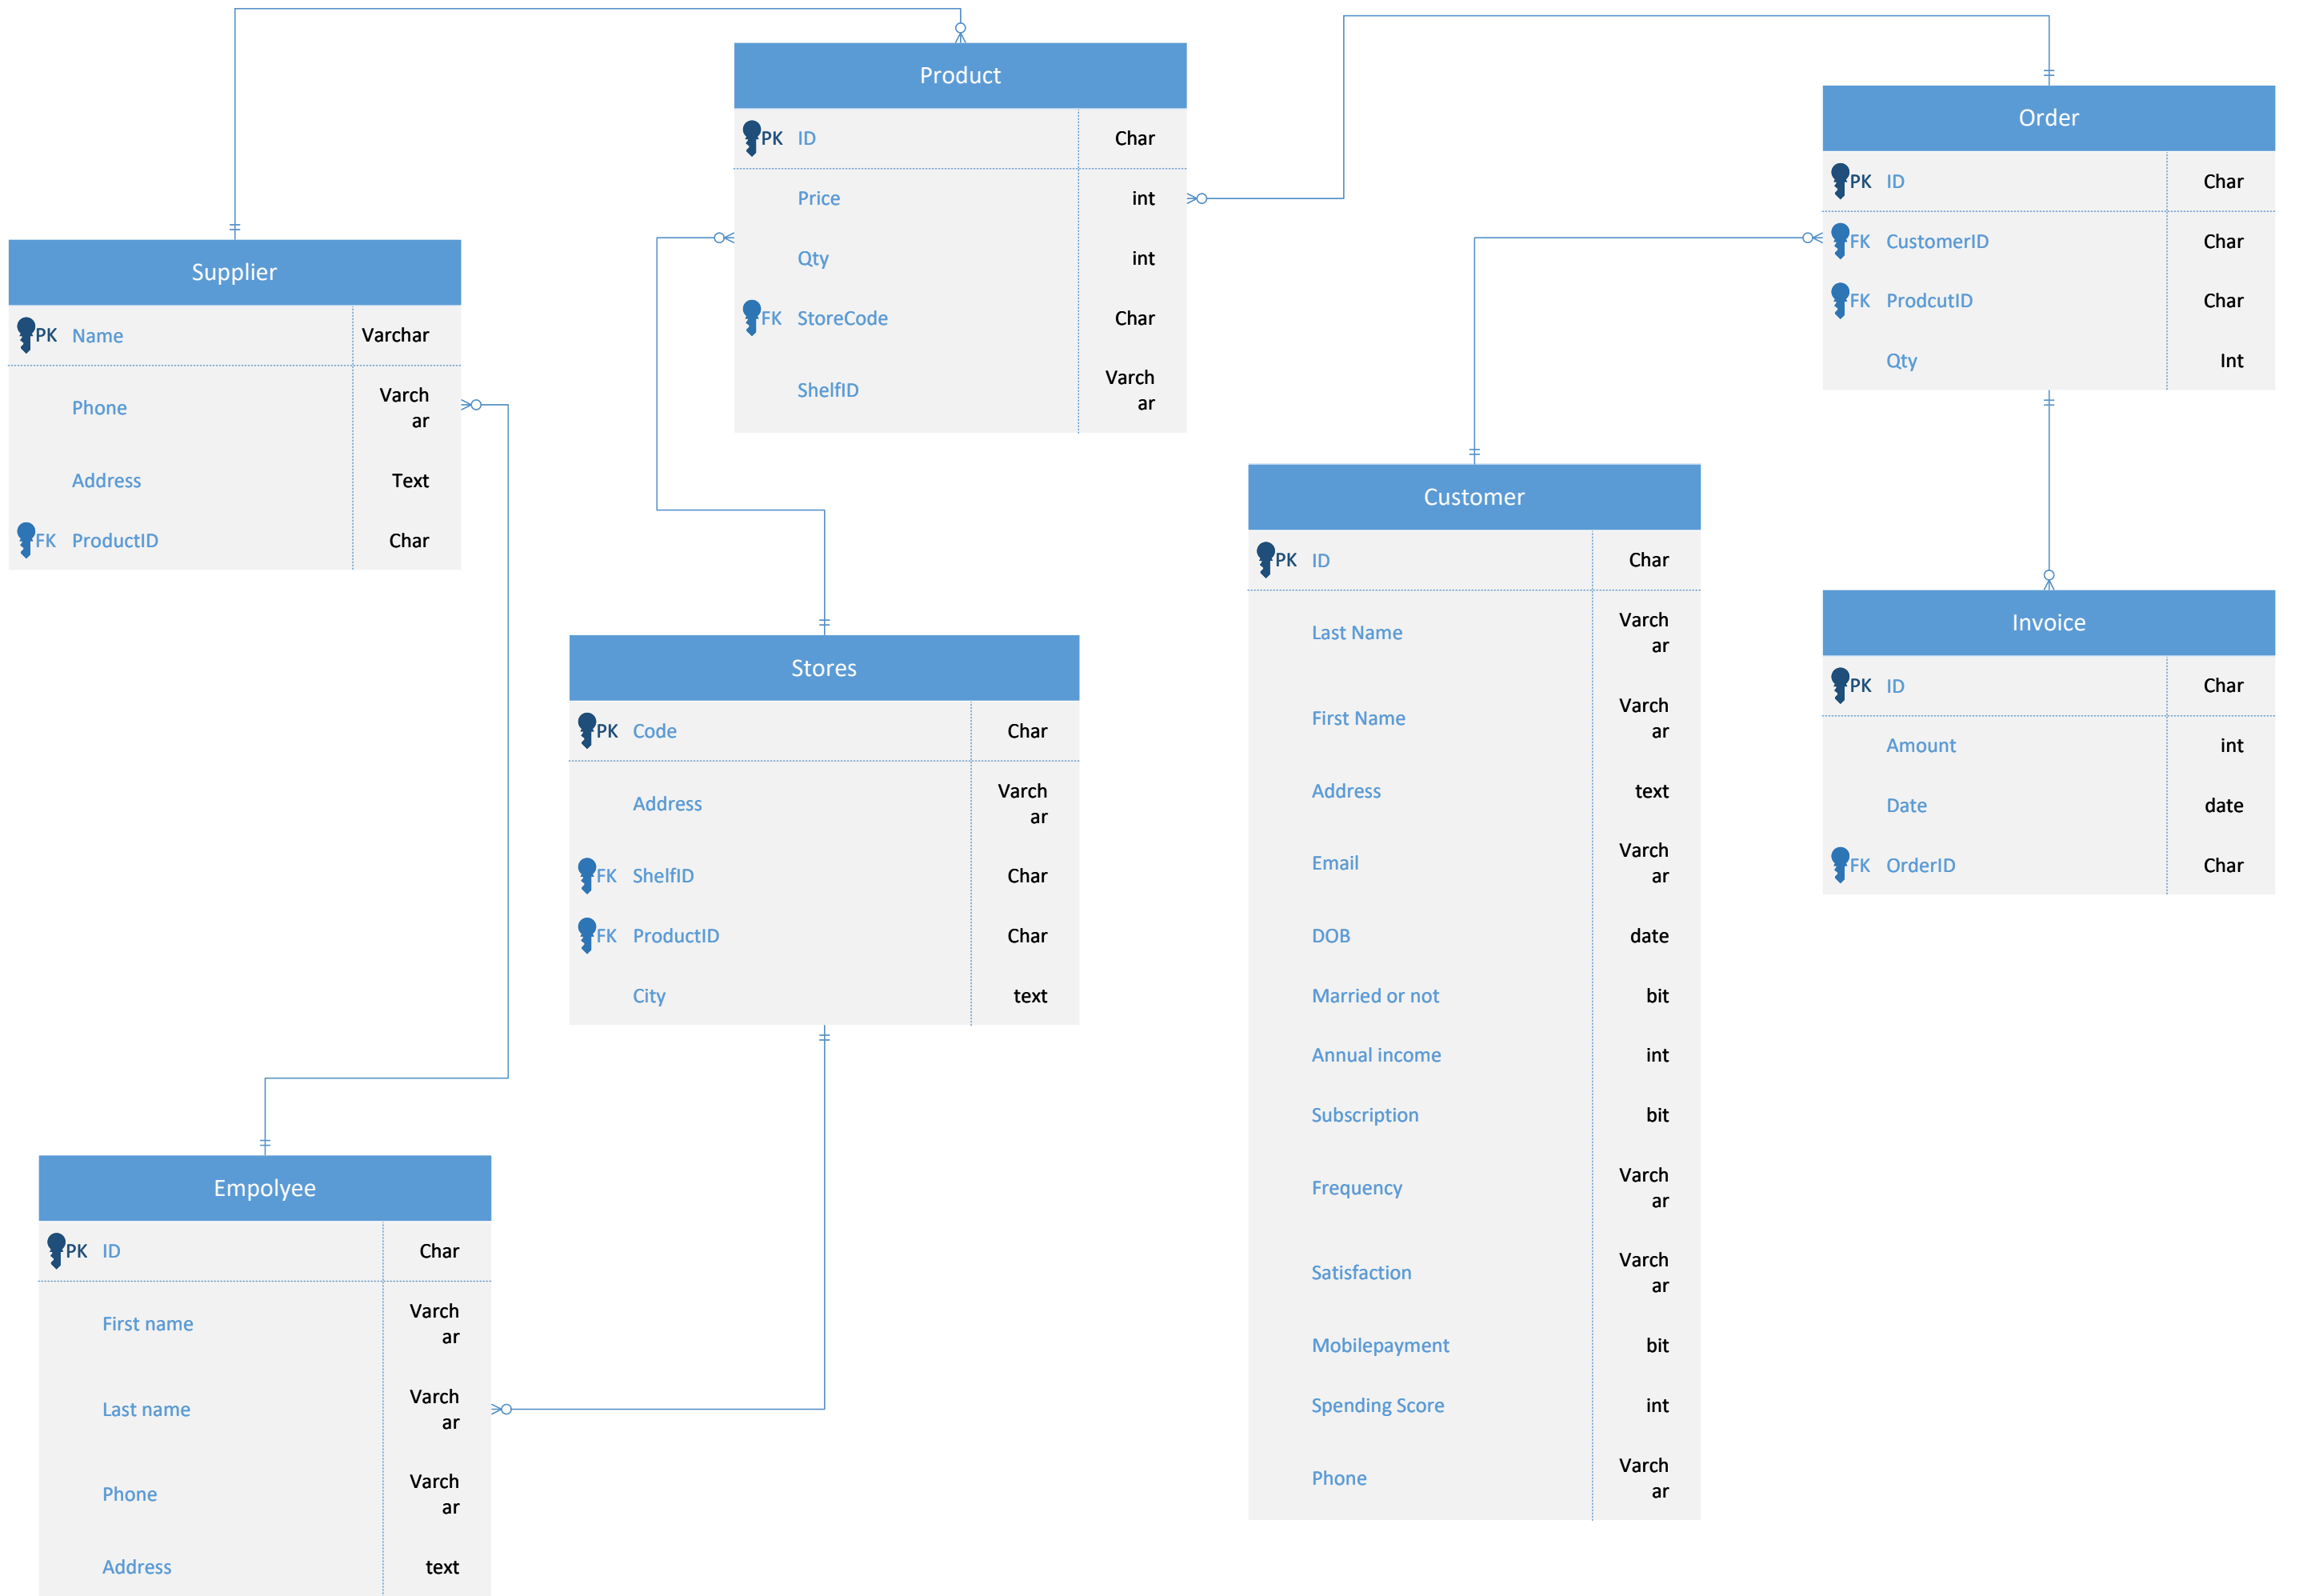 Product
PK ID Char
Price int
Qty int
FK StoreCode Char
ShelfID Varch
ar
Order
PK ID Char
FK CustomerID Char
FK ProdcutID Char
Qty Int
Supplier
PK Name Varchar
Phone Varch
ar
Address Text
FK ProductID Char
Customer
PK ID Char
Last Name Varch
ar
First Name Varch
ar
Address text
Email Varch
ar
DOB date
Married or not bit
Annual income int
Subscription bit
Frequency Varch
ar
Satisfaction Varch
ar
Mobilepayment bit
Spending Score int
Phone Varch
ar
Invoice
PK ID Char
Amount int
Date date
FK OrderID Char
Stores
PK Code Char
Address Varch
ar
FK ShelfID Char
FK ProductID Char
City text
Empolyee
PK ID Char
First name Varch
ar
Last name Varch
ar
Phone Varch
ar
Address text